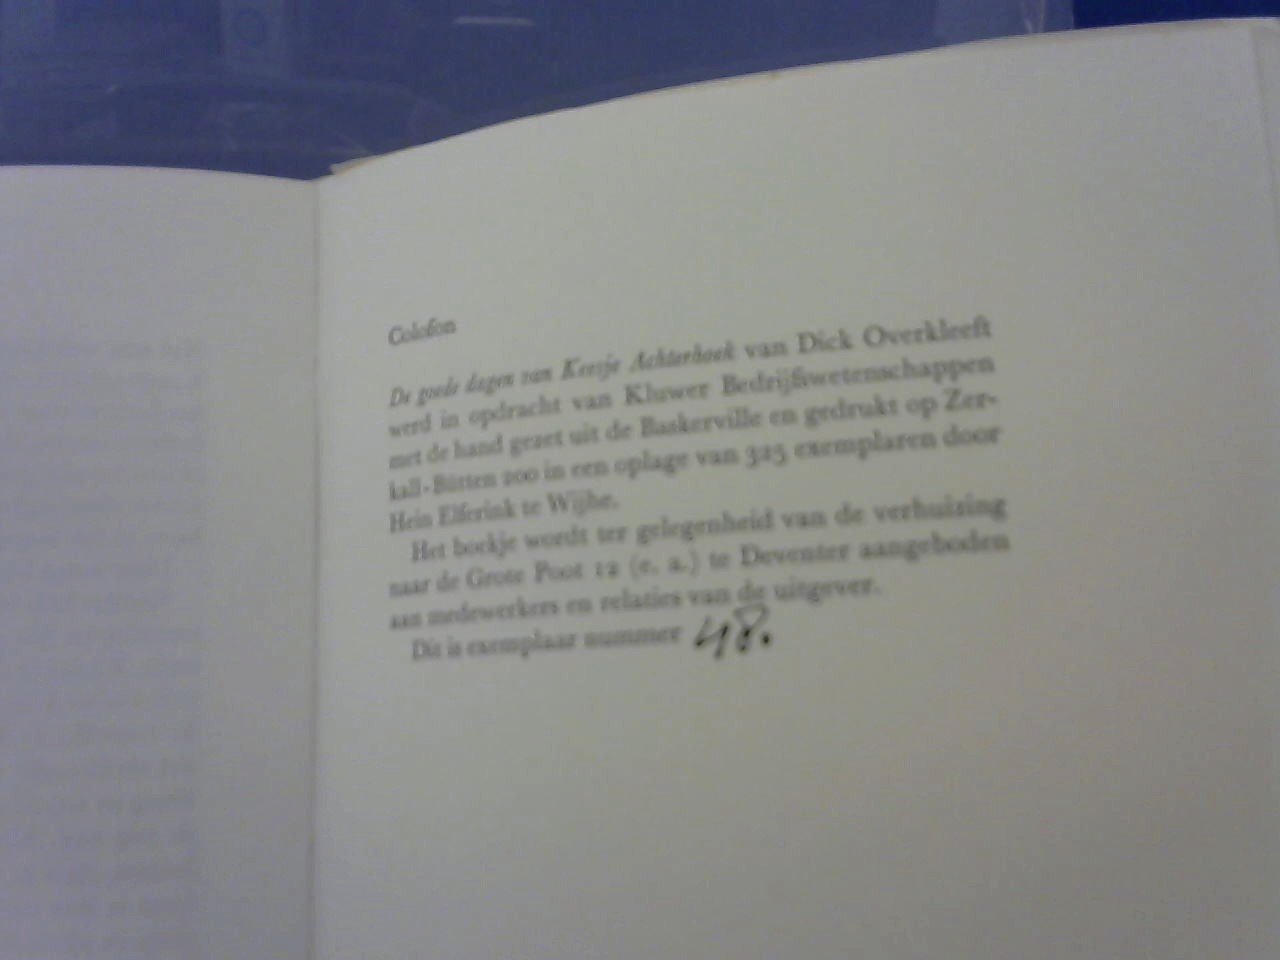 Colofon
De goede dagen van Keesje Achterhoek van Dick Overkleeft
werd in opdracht van Kluwer Bedrijfswetenschappen
met de hand gezet uit de Baskerville en gedrukt op Zer-
kall-Bütten 200 in een oplage van 325 exemplaren door
Hein Elferink te Wijhe.
Het boekje wordt ter gelegenheid van de verhuizing
naar de Grote Poot 12 (e. a.) te Deventer aangeboden
aan medewerkers en relaties van de uitgever.
Dit is exemplaar nummer 48.